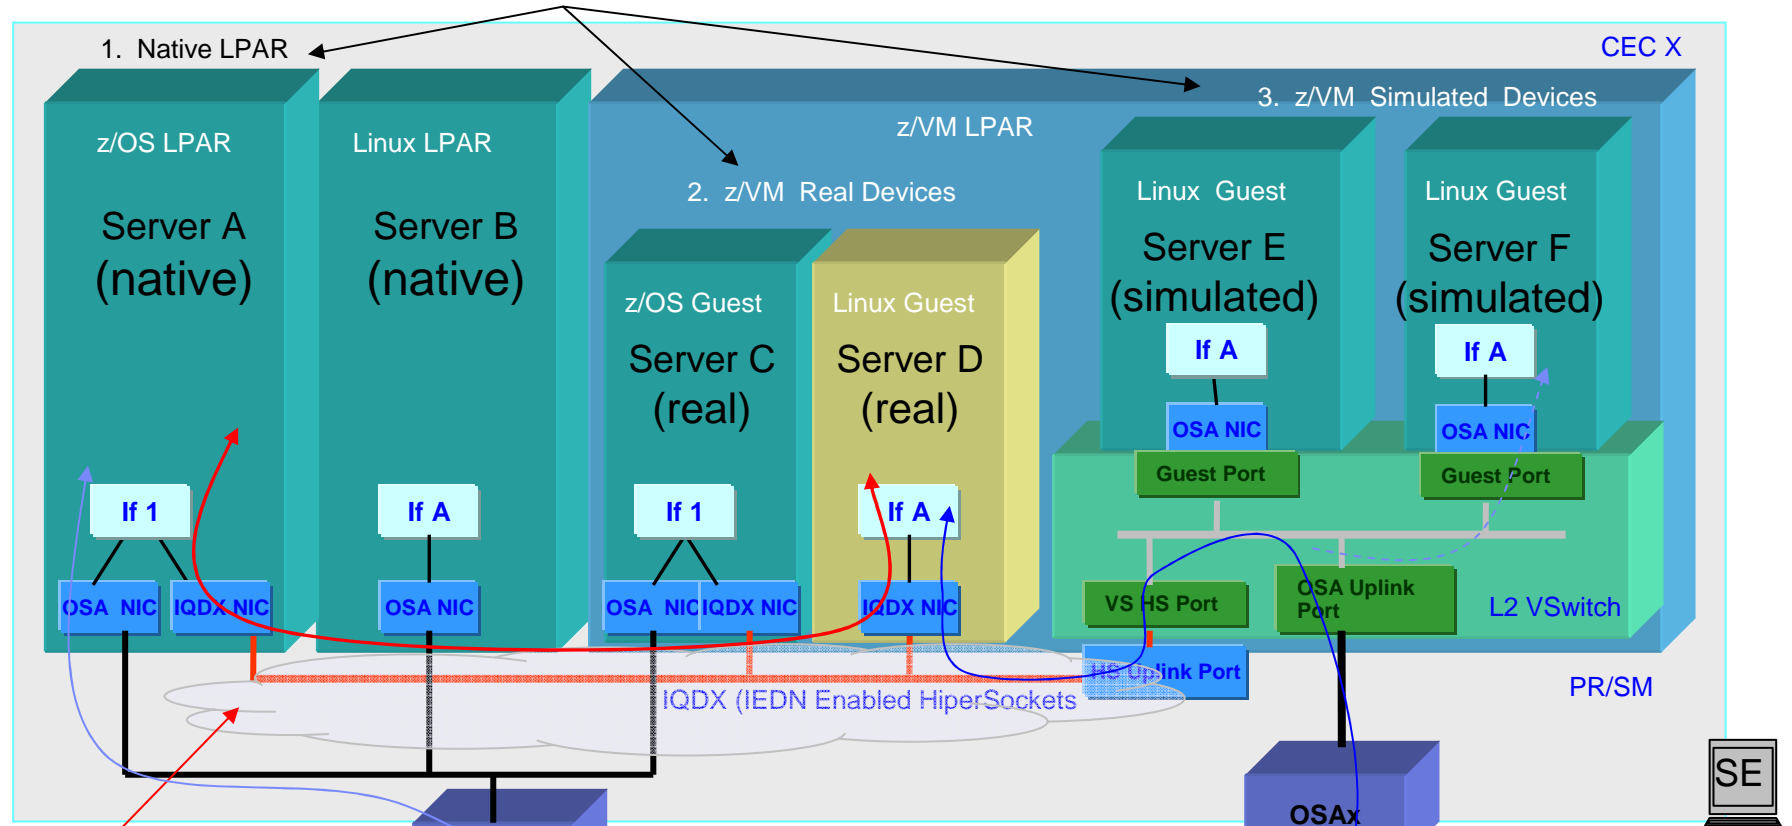 1. Native LPAR
CEC X
3. z/VM Simulated Devices
z/VM LPAR
z/OS LPAR
Linux LPAR
2. z/VM Real Devices
Linux Guest
Linux Guest
Server A
(native)
Server B
(native)
Server E
(simulated)
Server F
(simulated)
z/OS Guest
Linux Guest
Server C
(real)
Server D
(real)
If A
If A
OSA NIC
OSA NIC
Guest Port
Guest Port
If 1
If A
If 1
If A
OSA NIC
IQDX NIC
OSA NIC
OSA NIC
IQDX NIC
IQDX NIC
VS HS Port
OSA Uplink
Port
L2 VSwitch
HS Uplink Port
IQDX (IEDN Enabled HiperSockets
PR/SM
SE
OSAx